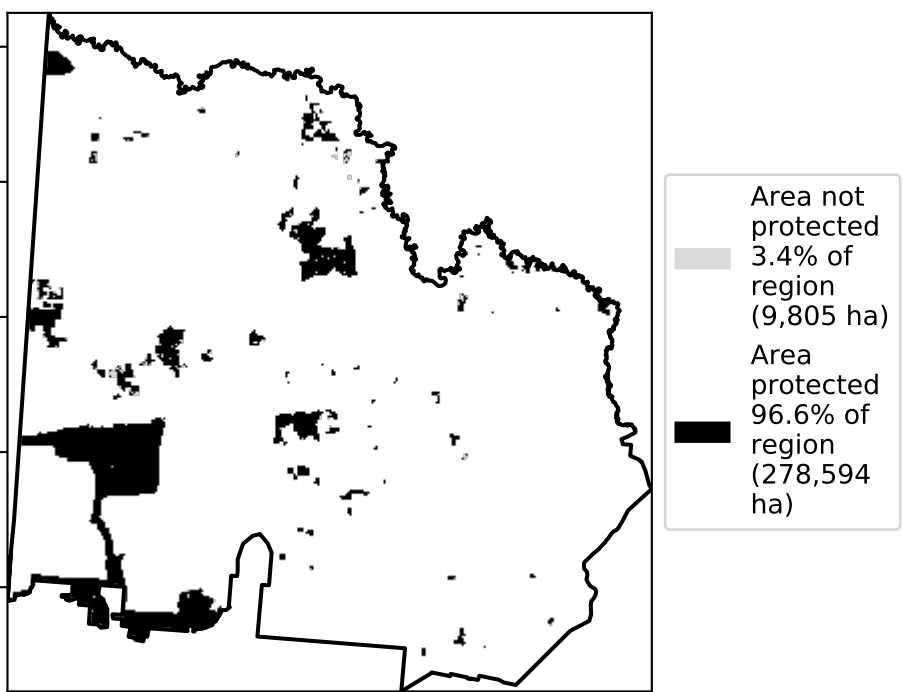 Area not
protected
3.4% of
region
(9,805 ha)
Area
protected
96.6% of
region
(278,594
ha)